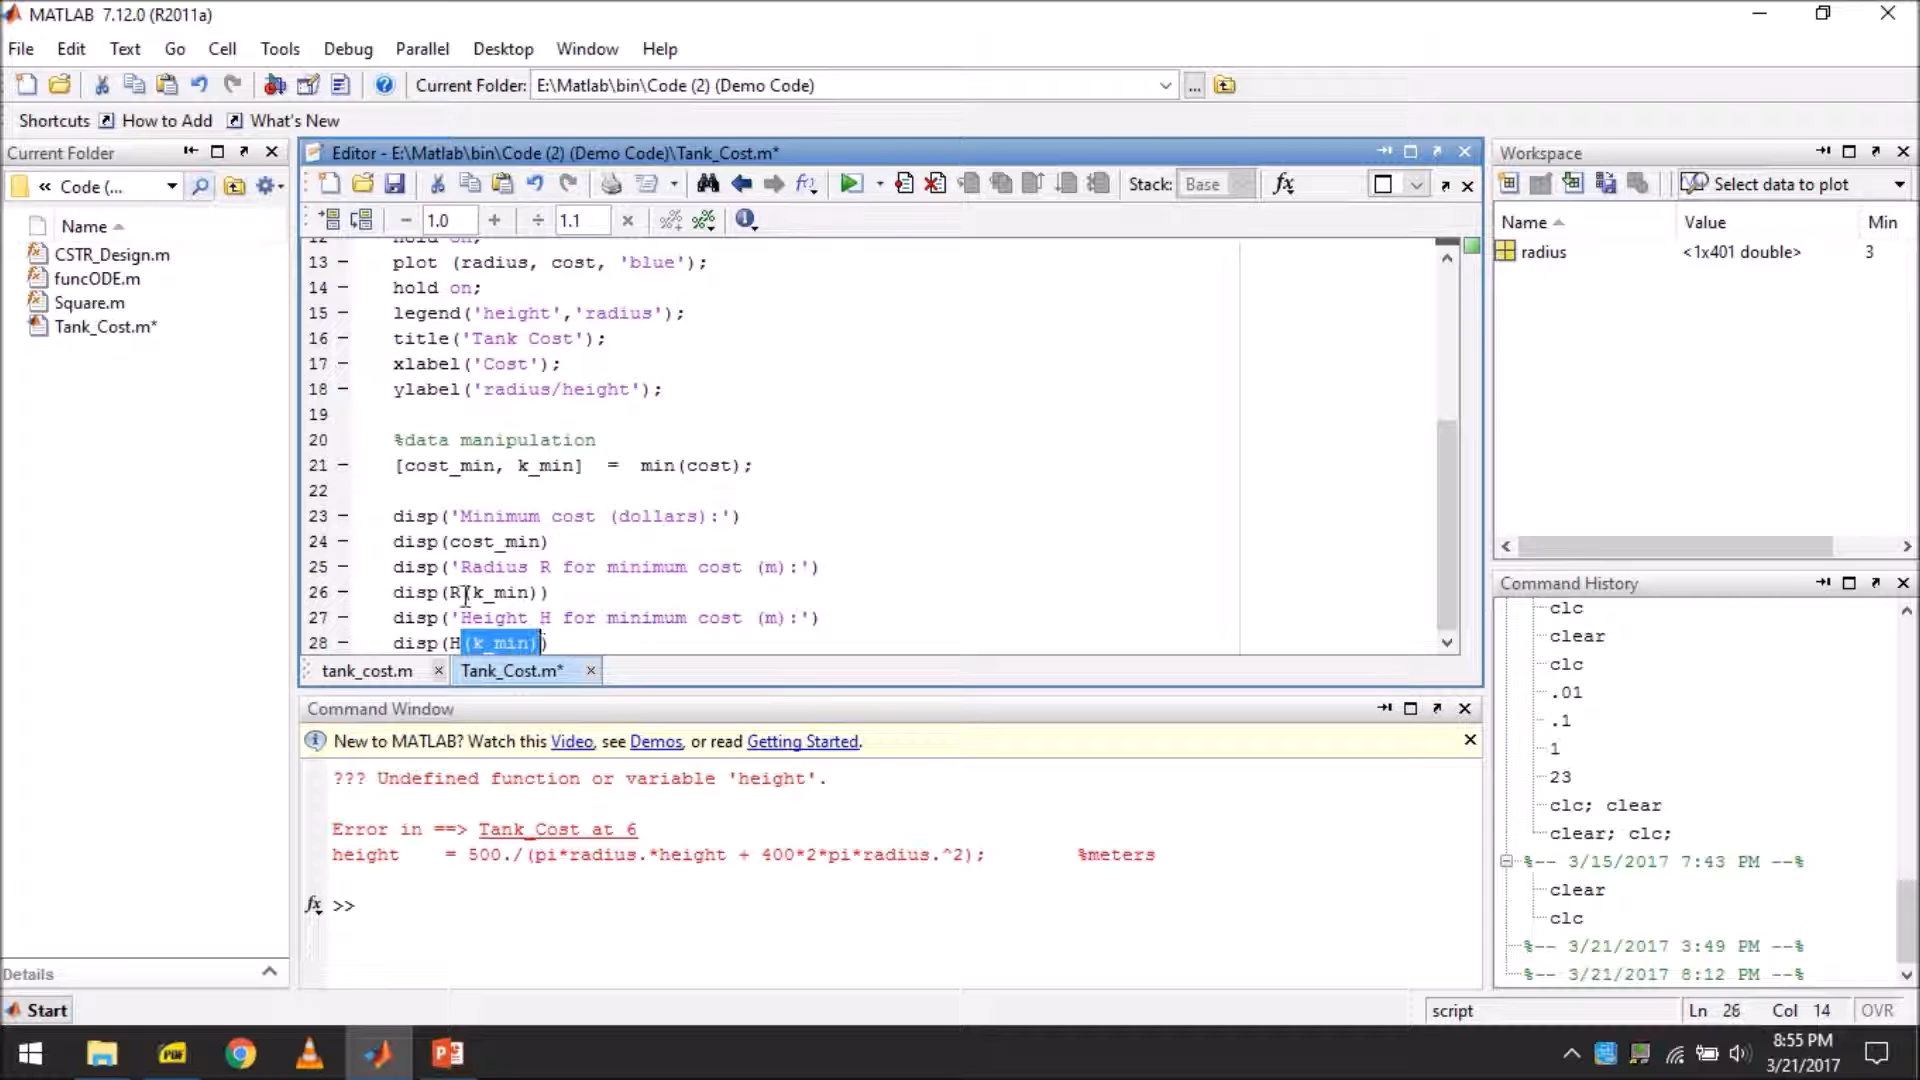 MATLAB 7.12.0 (R2011a)
File Edit Text Go Cell Tools Debug Parallel Desktop Window Help
Current Folder: E:\Matlab\bin\Code (2) (Demo Code)
Shortcuts How to Add What's New
Current Folder
« Code (...
Name
CSTR_Design.m
funcODE.m
Square.m
Tank_Cost.m*
Details
Editor - E:\Matlab\bin\Code (2) (Demo Code)\Tank_Cost.m*
Stack: Base
1.0 1.1
12 hold on;
13 - plot (radius, cost, 'blue');
14 - hold on;
15 - legend('height','radius');
16 - title('Tank Cost');
17 - xlabel('Cost');
18 - ylabel('radius/height');
19
20 %data manipulation
21 - [cost_min, k_min] = min(cost);
22
23 - disp('Minimum cost (dollars):')
24 - disp(cost_min)
25 - disp('Radius R for minimum cost (m):')
26 - disp(R(k_min))
27 - disp('Height H for minimum cost (m):')
28 - disp(H(k_min))
tank_cost.m Tank_Cost.m*
Command Window
New to MATLAB? Watch this Video, see Demos, or read Getting Started.
??? Undefined function or variable 'height'.
Error in ==> Tank_Cost at 6
height = 500./(pi*radius.*height + 400*2*pi*radius.^2); %meters
fx >>
Workspace
Select data to plot
Name Value Min
radius <1x401 double> 3
Command History
clc
clear
clc
.01
.1
1
23
clc; clear
clear; clc;
%-- 3/15/2017 7:43 PM --%
clear
clc
%-- 3/21/2017 3:49 PM --%
%-- 3/21/2017 8:12 PM --%
Start
script Ln 28 Col 14 OVR
8:55 PM
3/21/2017